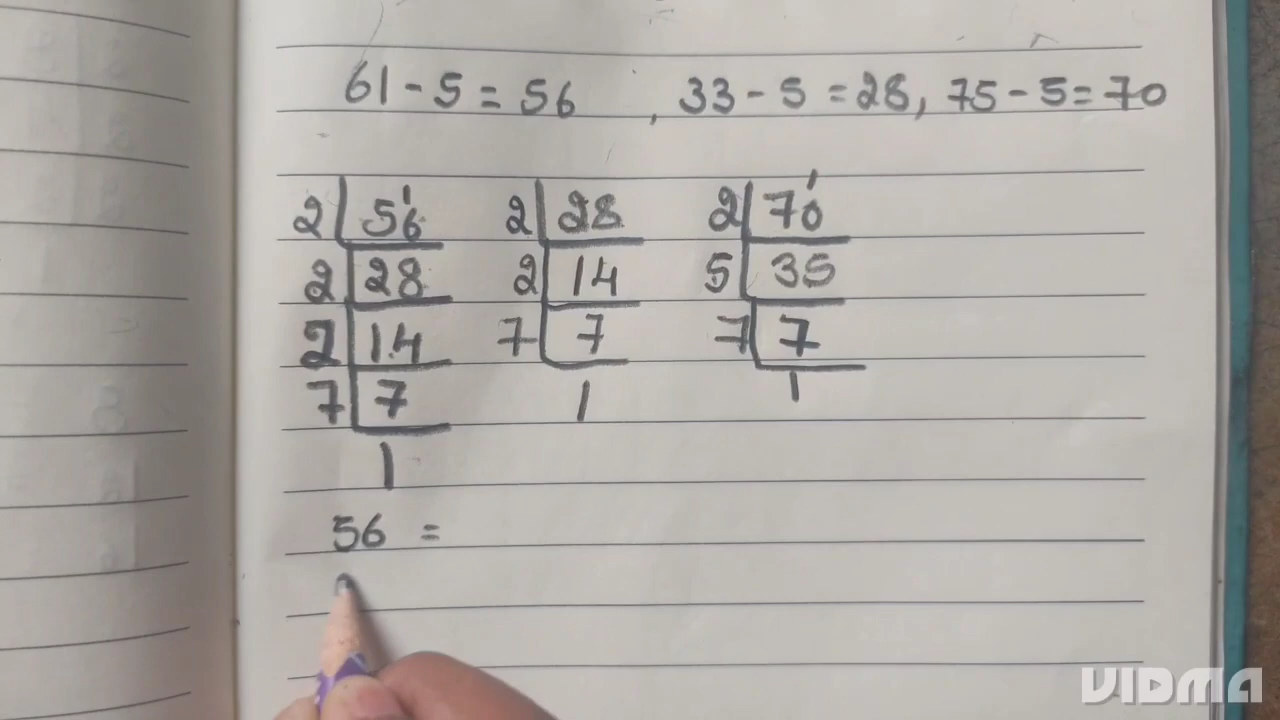 61 - 5 = 56 , 33 - 5 = 28, 75 - 5 = 70
2 | 56 2 | 28 2 | 70
2 | 28 2 | 14 5 | 35
2 | 14 7 | 7 7 | 7
7 | 7 1 1
1
56 =
VIDMA